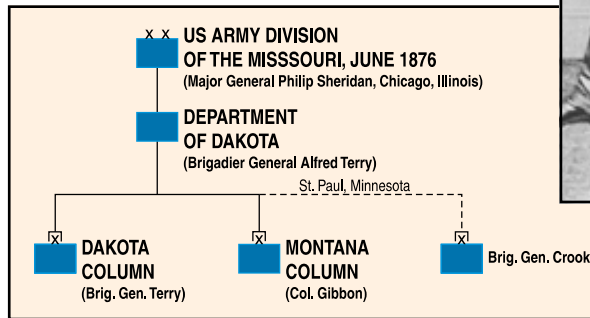 X X
US ARMY DIVISION
OF THE MISSSOURI, JUNE 1876
(Major General Philip Sheridan, Chicago, Illinois)
DEPARTMENT
OF DAKOTA
(Brigadier General Alfred Terry)
St. Paul, Minnesota
X
DAKOTA
COLUMN
(Brig. Gen. Terry)
X
MONTANA
COLUMN
(Col. Gibbon)
X
Brig. Gen. Crook